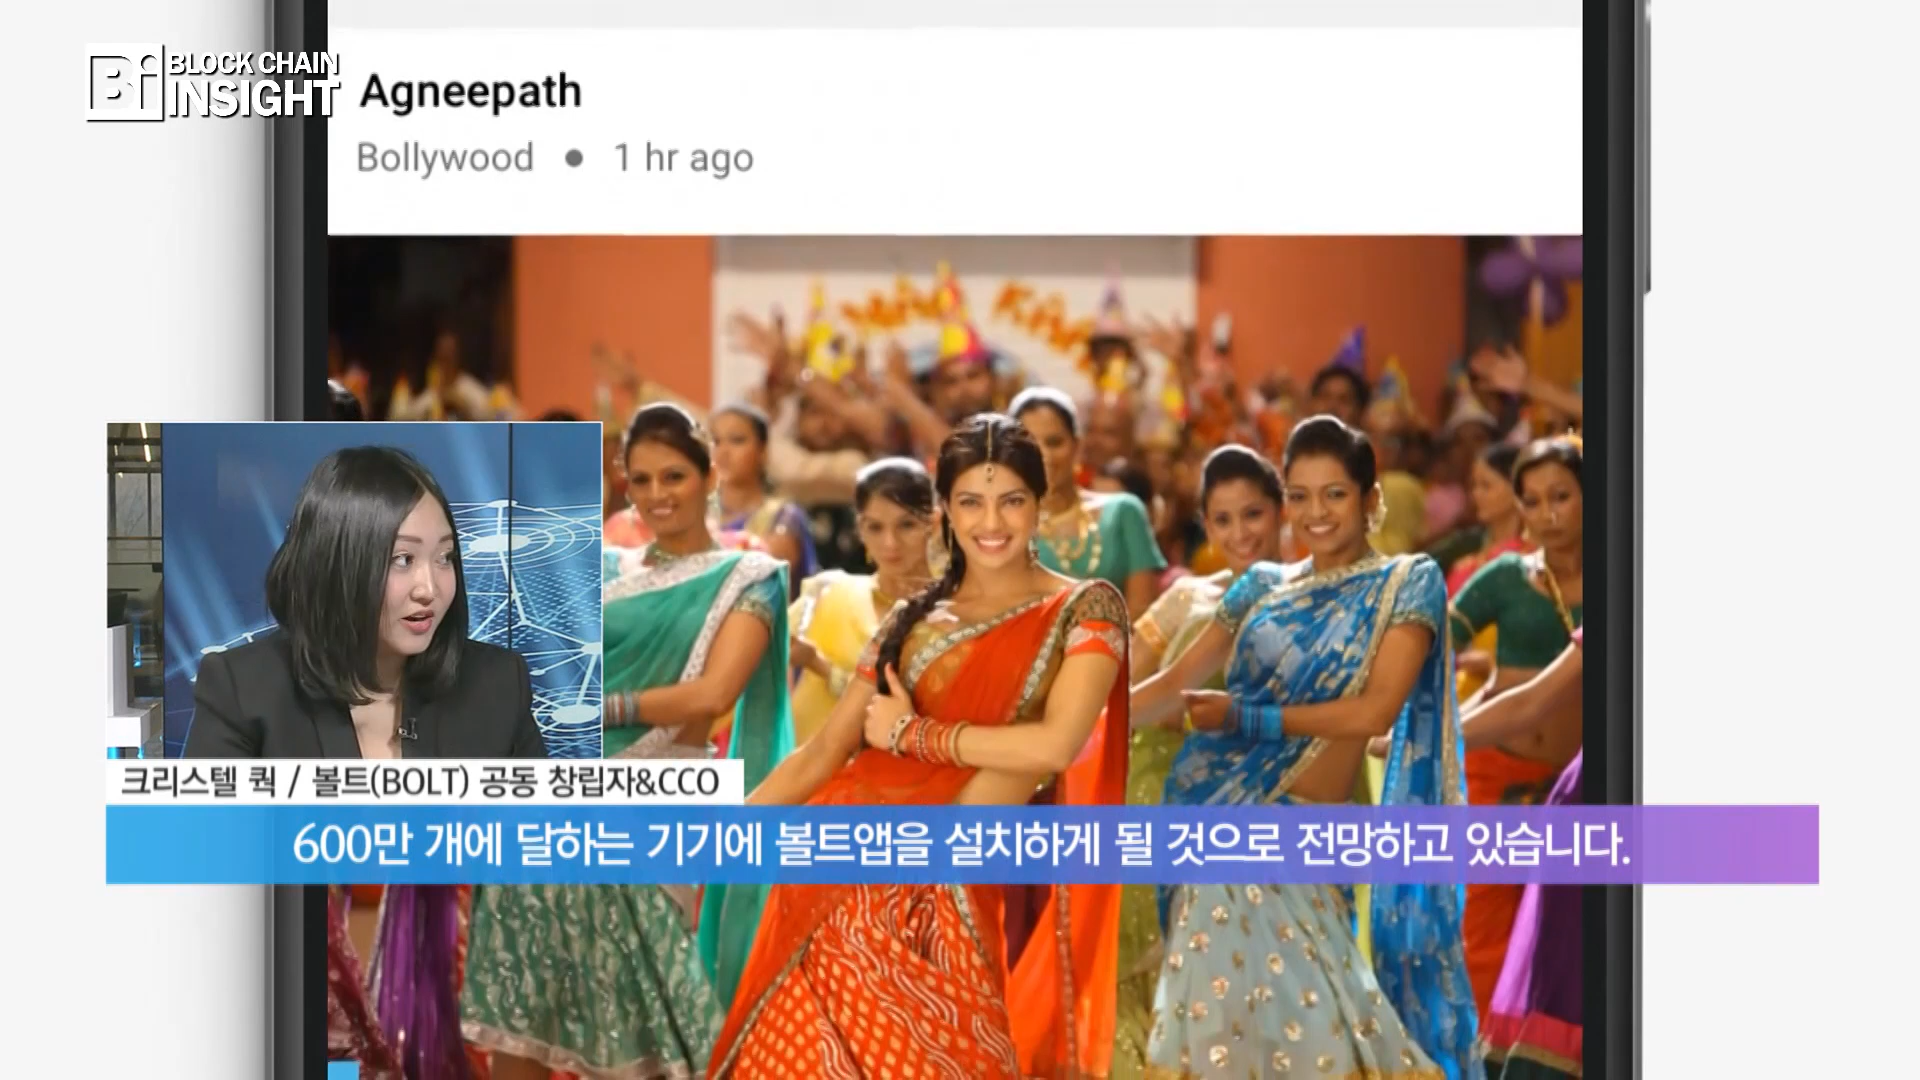 Bi BLOCK CHAIN
INSIGHT
Agneepath
Bollywood ● 1 hr ago
크리스텔 퀙 / 볼트(BOLT) 공동 창립자&CCO
600만 개에 달하는 기기에 볼트앱을 설치하게 될 것으로 전망하고 있습니다.